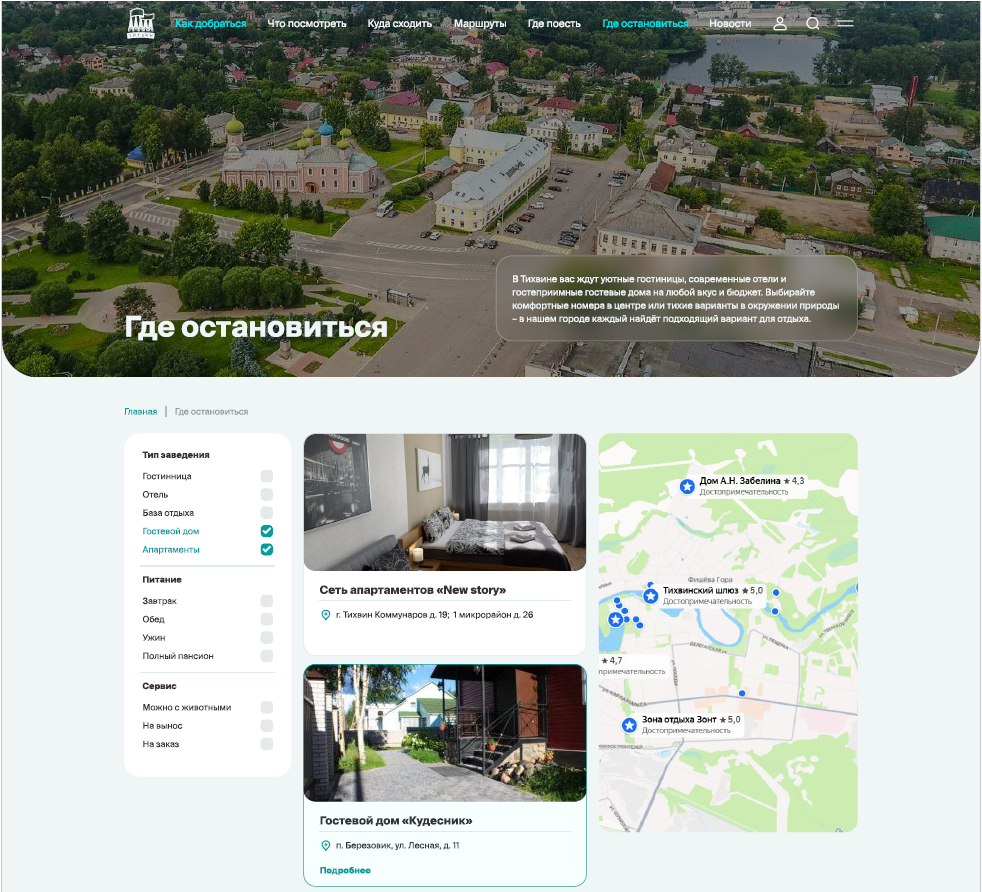 ТИХВИН
Как добраться
Что посмотреть
Куда сходить
Маршруты
Где поесть
Где остановиться
Новости
Где остановиться
В Тихвине вас ждут уютные гостиницы, современные отели и
гостеприимные гостевые дома на любой вкус и бюджет. Выбирайте
комфортные номера в центре или тихие варианты в окружении природы
– в нашем городе каждый найдёт подходящий вариант для отдыха.
Главная | Где остановиться
Тип заведения
Гостинница
Отель
База отдыха
Гостевой дом
Апартаменты
Питание
Завтрак
Обед
Ужин
Полный пансион
Сервис
Можно с животными
На вынос
На заказ
Сеть апартаментов «New story»
г. Тихвин Коммунаров д. 19; 1 микрорайон д. 26
Гостевой дом «Кудесник»
п. Березовик, ул. Лесная, д. 11
Подробнее
Дом А.Н. Забелина ★ 4,3
Достопримечательность
Фишёва Гора
Тихвинский шлюз ★ 5,0
Достопримечательность
★ 4,7
примечательность
Зона отдыха Зонт ★ 5,0
Достопримечательность